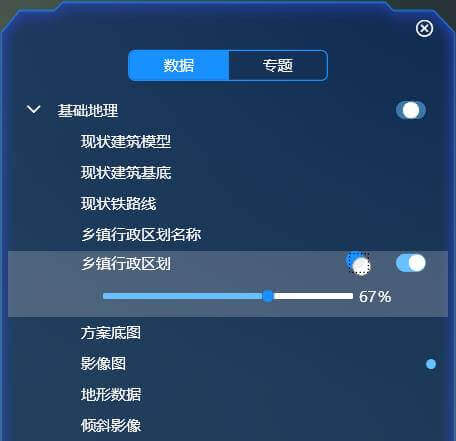 数据 专题
基础地理
现状建筑模型
现状建筑基底
现状铁路线
乡镇行政区划名称
乡镇行政区划
67%
方案底图
影像图
地形数据
倾斜影像